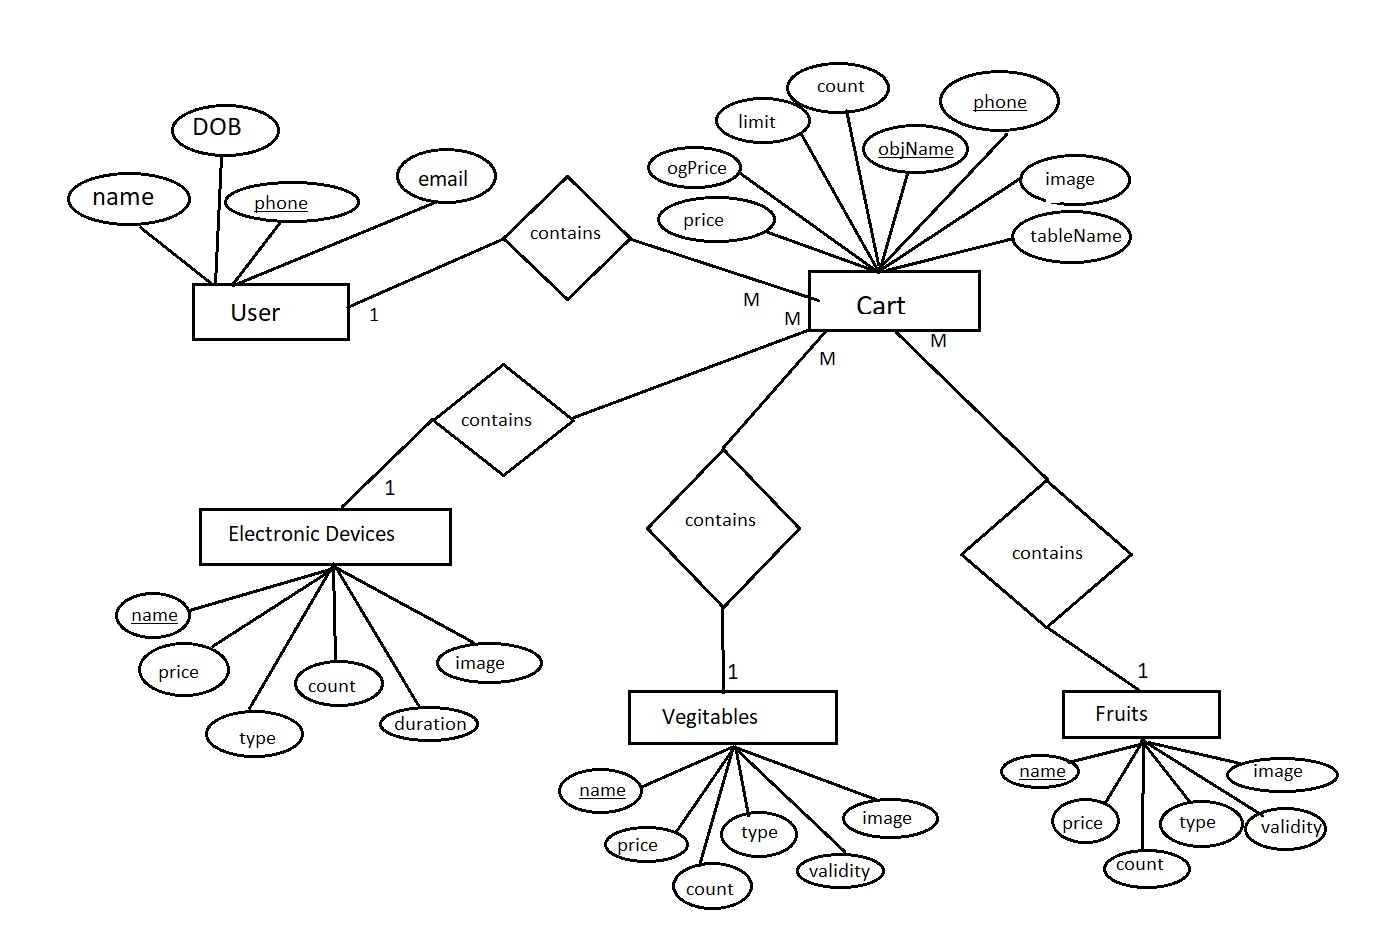 count
phone
limit
DOB
objName
ogPrice
email
image
name
phone
price
contains
tableName
User
1
M
Cart
M
M
M
contains
1
contains
Electronic Devices
contains
name
price
image
count
type
duration
1
1
Vegitables
Fruits
name
image
name
price
type
validity
count
image
price
type
validity
count